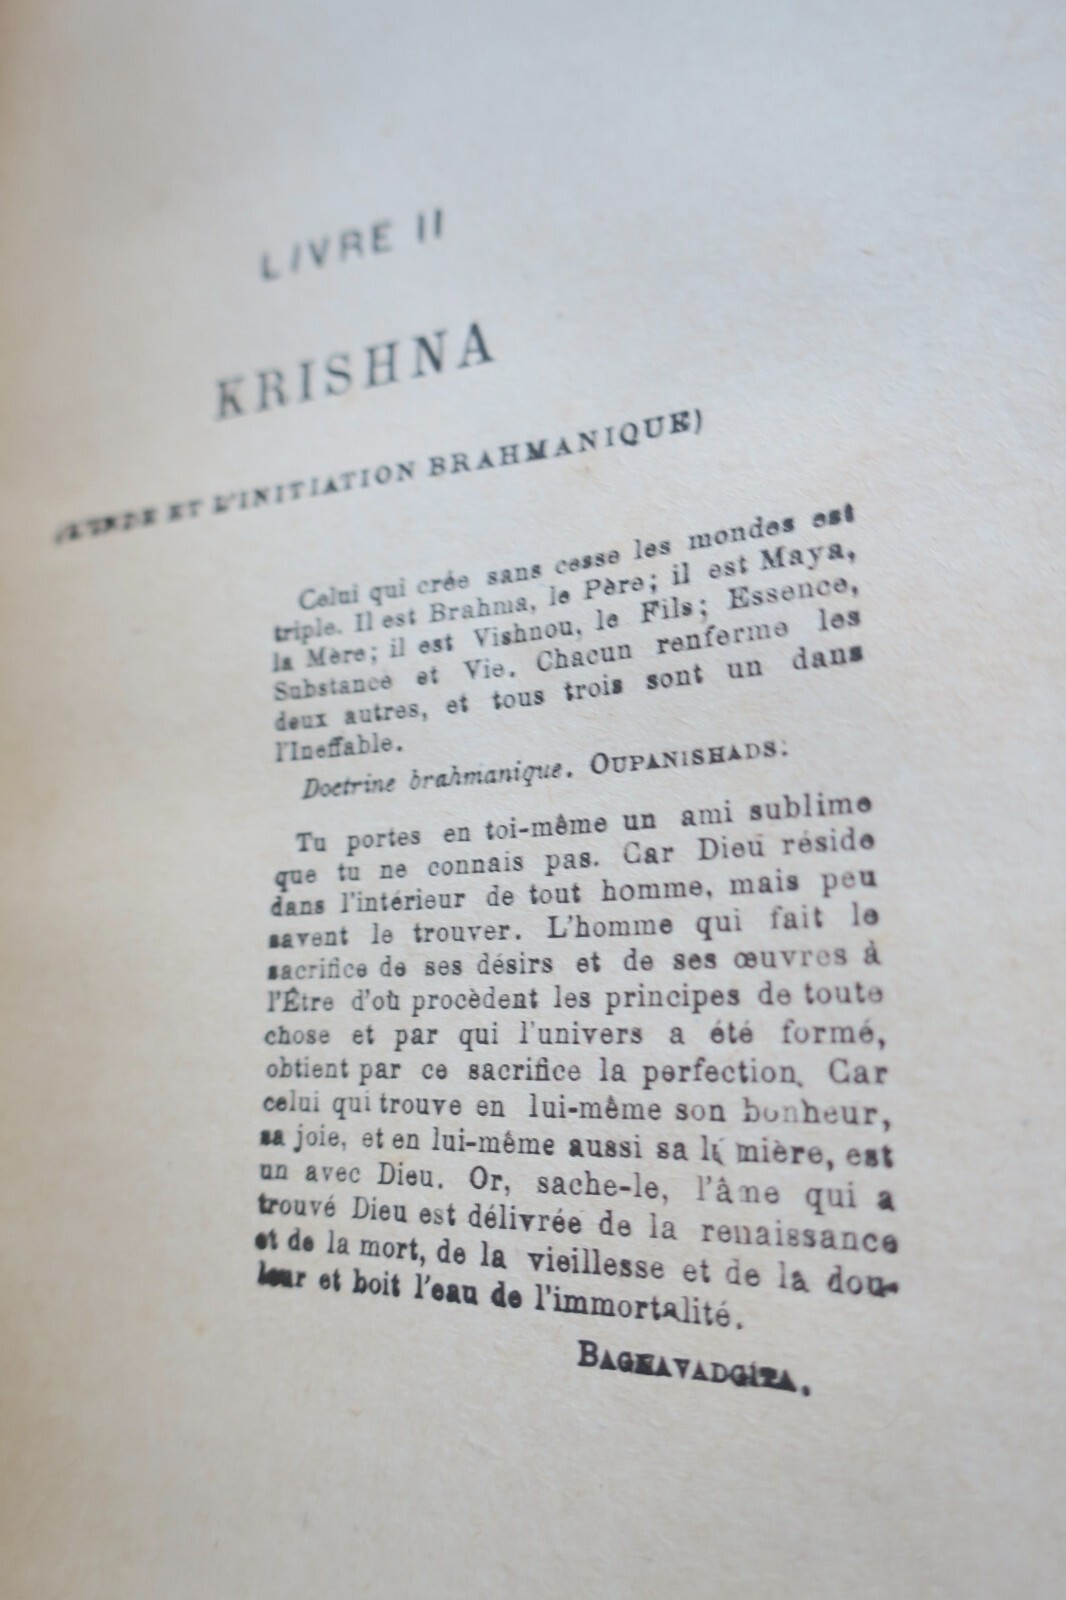 LIVRE II
KRISHNA
(L'INDE ET L'INITIATION BRAHMANIQUE)
Celui qui crée sans cesse les mondes est
triple. Il est Brahma, le Père; il est Maya,
la Mère; il est Vishnou, le Fils; Essence,
Substance et Vie. Chacun renferme les
deux autres, et tous trois sont un dans
l'Ineffable.
Doctrine brahmanique. OUPANISHADS.
Tu portes en toi-même un ami sublime
que tu ne connais pas. Car Dieu réside
dans l'intérieur de tout homme, mais peu
savent le trouver. L'homme qui fait le
sacrifice de ses désirs et de ses œuvres à
l'Être d'où procèdent les principes de toute
chose et par qui l'univers a été formé,
obtient par ce sacrifice la perfection. Car
celui qui trouve en lui-même son bonheur,
sa joie, et en lui-même aussi sa lumière, est
un avec Dieu. Or, sache-le, l'âme qui a
trouvé Dieu est délivrée de la renaissance
et de la mort, de la vieillesse et de la dou-
leur et boit l'eau de l'immortalité.
BAGHAVADGITA.